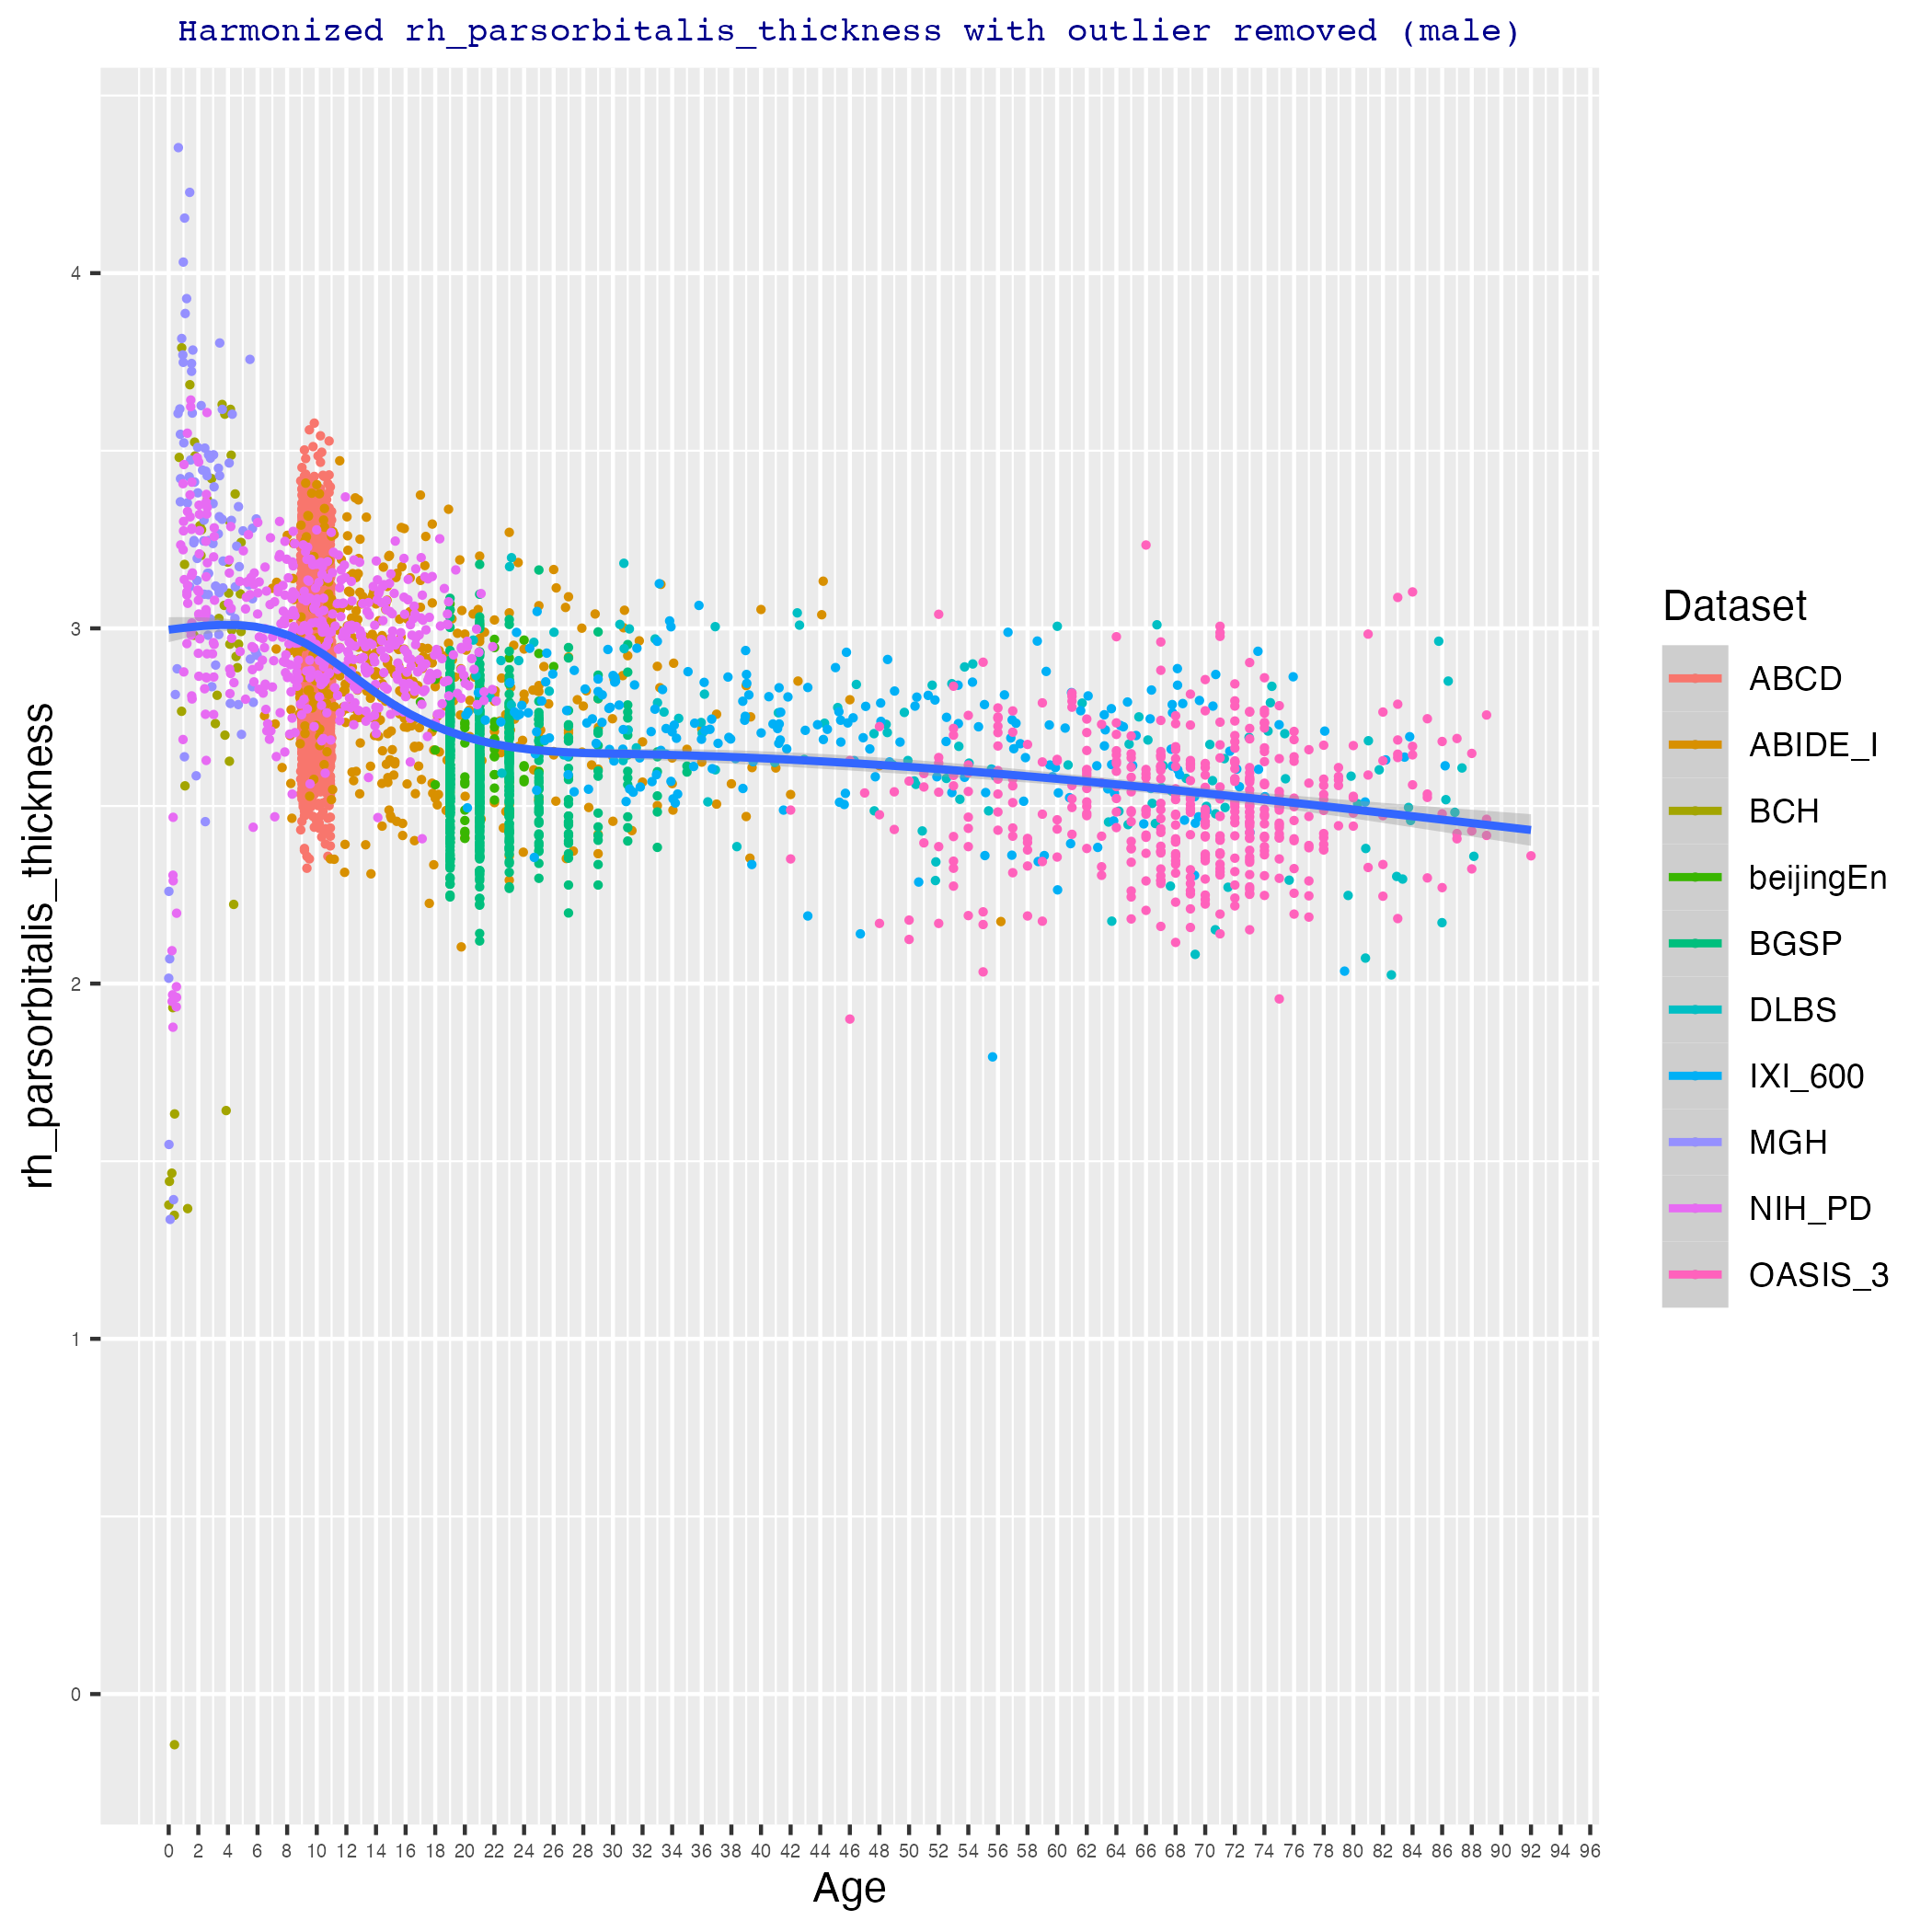 Harmonized rh_parsorbitalis_thickness with outlier removed (male)
rh_parsorbitalis_thickness
4
3
2
1
0
0 2 4 6 8 10 12 14 16 18 20 22 24 26 28 30 32 34 36 38 40 42 44 46 48 50 52 54 56 58 60 62 64 66 68 70 72 74 76 78 80 82 84 86 88 90 92 94 96
Age
Dataset
ABCD
ABIDE_I
BCH
beijingEn
BGSP
DLBS
IXI_600
MGH
NIH_PD
OASIS_3